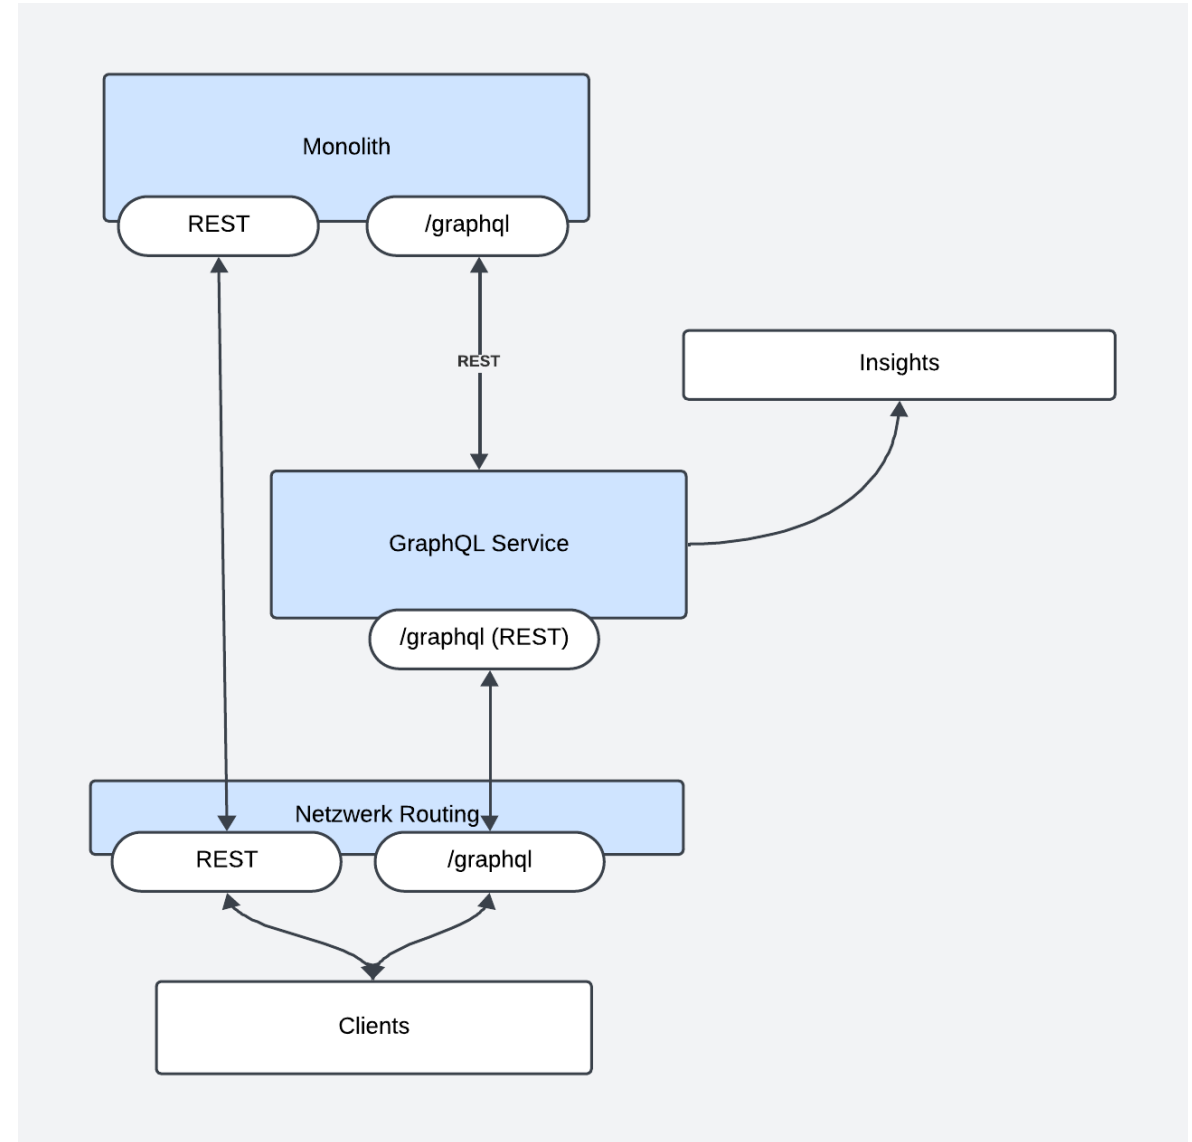 Monolith
REST
/graphql
REST
Insights
GraphQL Service
/graphql (REST)
Netzwerk Routing
REST
/graphql
Clients